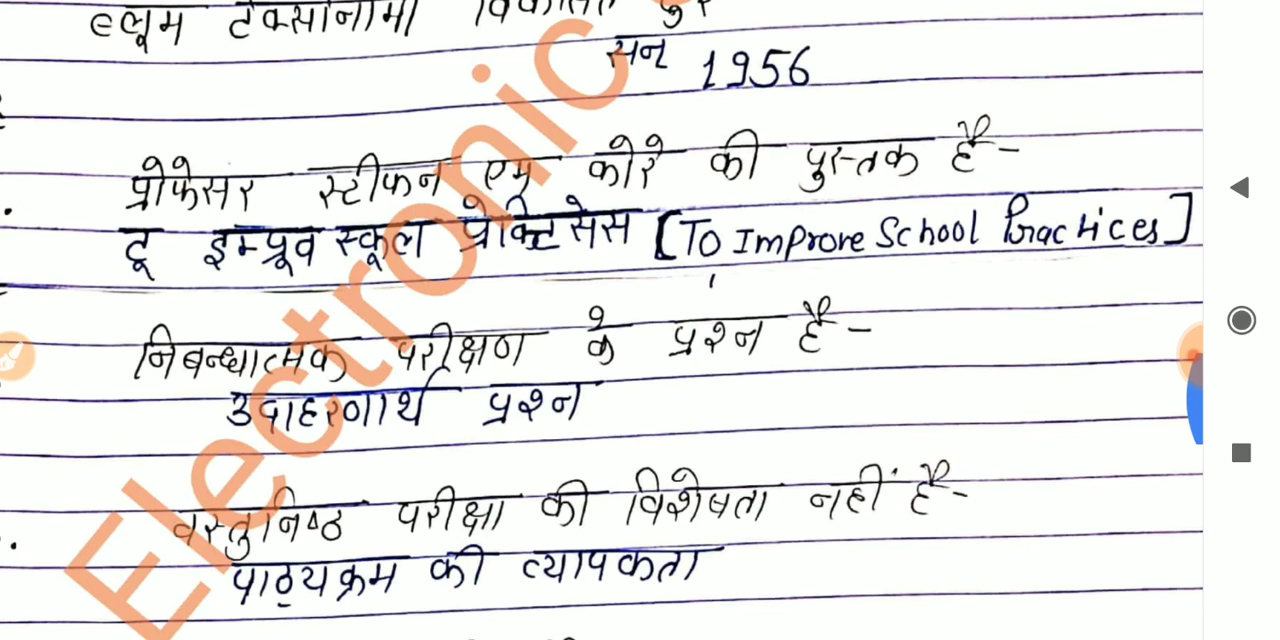 ब्लूम टैक्सोनामी विकसित हुई
सन् 1956
प्रोफेसर स्टीफन एम कोरे की पुस्तक है-
टू इम्प्रूव स्कूल प्रेक्टिसेस [To Improve School Practices]
निबन्धात्मक परीक्षण के प्रश्न है-
उदाहरणार्थ प्रश्न
वस्तुनिष्ठ परीक्षा की विशेषता नहीं है-
पाठ्यक्रम की व्यापकता
Electronic